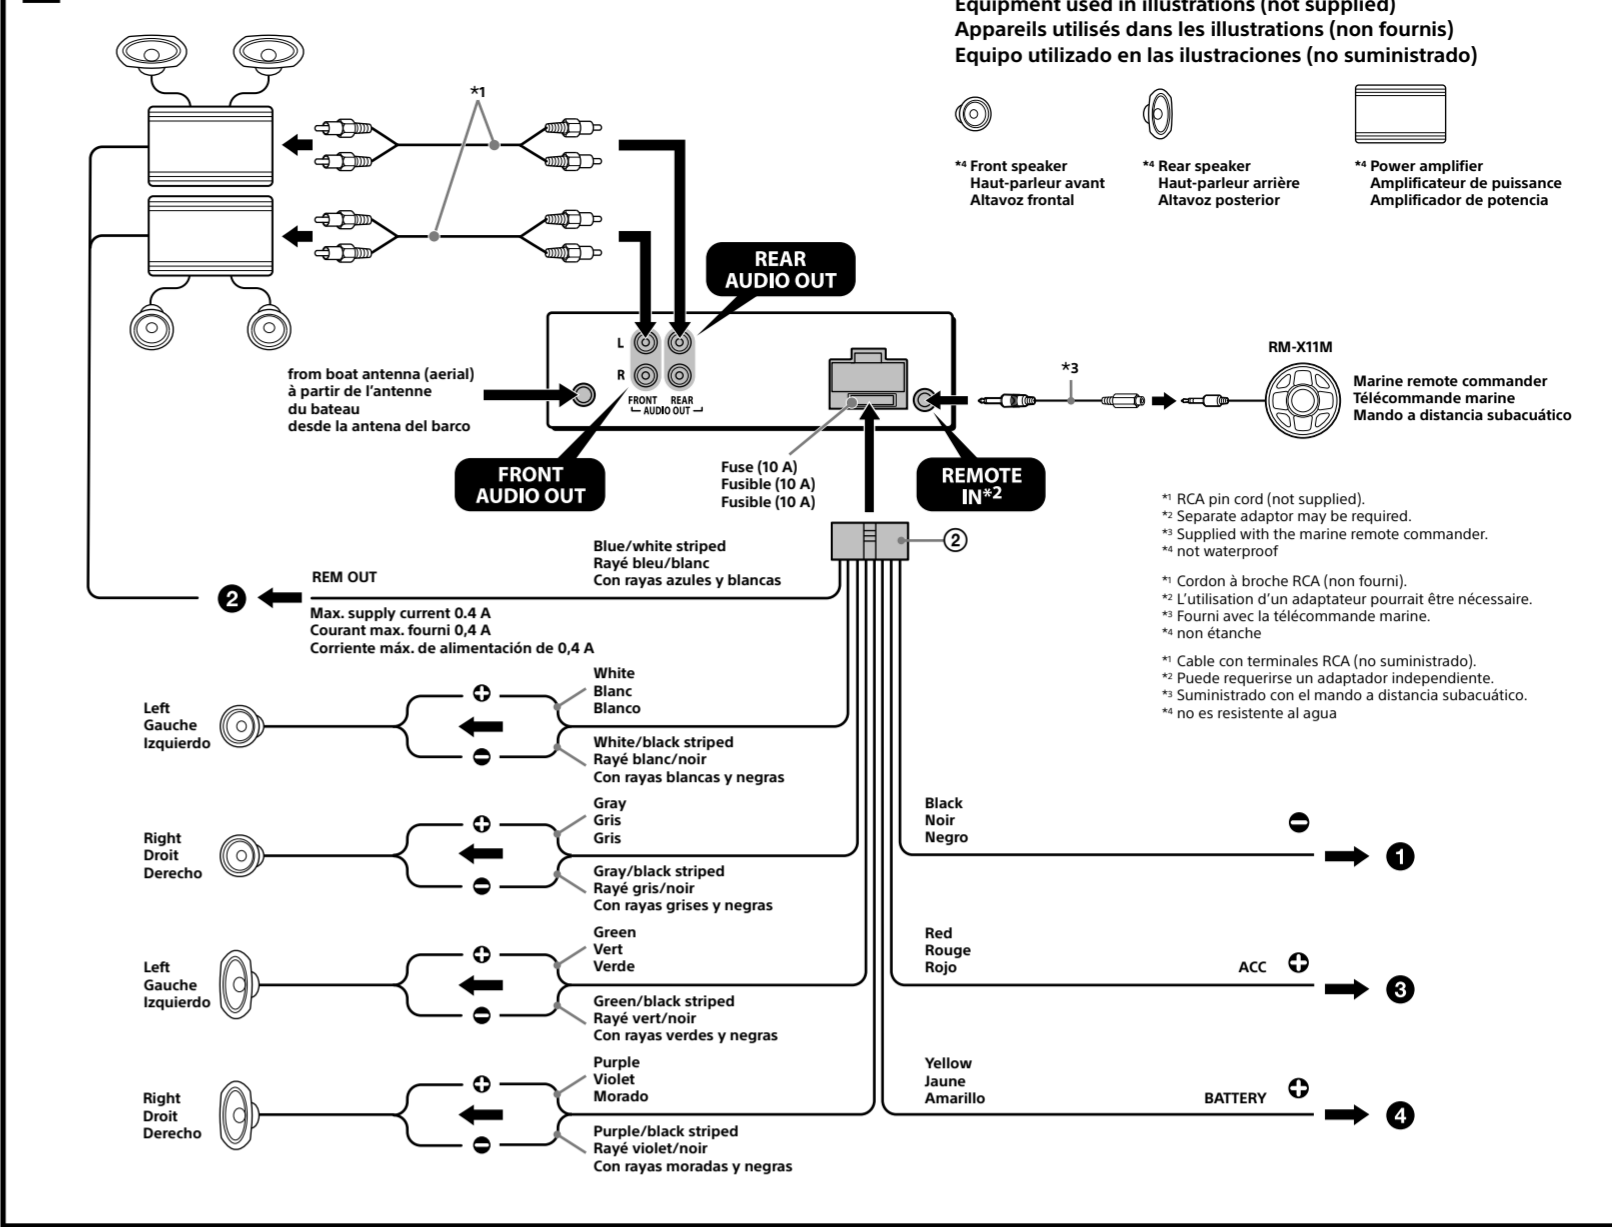 Equipment used in illustrations (not supplied)
Appareils utilisés dans les illustrations (non fournis)
Equipo utilizado en las ilustraciones (no suministrado)
*1
*4 Front speaker
Haut-parleur avant
Altavoz frontal
*4 Rear speaker
Haut-parleur arrière
Altavoz posterior
*4 Power amplifier
Amplificateur de puissance
Amplificador de potencia
REAR
AUDIO OUT
L
R
FRONT REAR
AUDIO OUT
from boat antenna (aerial)
à partir de l'antenne
du bateau
desde la antena del barco
FRONT
AUDIO OUT
Fuse (10 A)
Fusible (10 A)
Fusible (10 A)
REMOTE
IN*2
*3
RM-X11M
Marine remote commander
Télécommande marine
Mando a distancia subacuático
*1 RCA pin cord (not supplied).
*2 Separate adaptor may be required.
*3 Supplied with the marine remote commander.
*4 not waterproof
*1 Cordon à broche RCA (non fourni).
*2 L'utilisation d'un adaptateur pourrait être nécessaire.
*3 Fourni avec la télécommande marine.
*4 non étanche
*1 Cable con terminales RCA (no suministrado).
*2 Puede requerirse un adaptador independiente.
*3 Suministrado con el mando a distancia subacuático.
*4 no es resistente al agua
2
Blue/white striped
Rayé bleu/blanc
Con rayas azules y blancas
2
REM OUT
Max. supply current 0.4 A
Courant max. fourni 0,4 A
Corriente máx. de alimentación de 0,4 A
Left
Gauche
Izquierdo
+
−
White
Blanc
Blanco
White/black striped
Rayé blanc/noir
Con rayas blancas y negras
Right
Droit
Derecho
+
−
Gray
Gris
Gris
Gray/black striped
Rayé gris/noir
Con rayas grises y negras
Left
Gauche
Izquierdo
+
−
Green
Vert
Verde
Green/black striped
Rayé vert/noir
Con rayas verdes y negras
Right
Droit
Derecho
+
−
Purple
Violet
Morado
Purple/black striped
Rayé violet/noir
Con rayas moradas y negras
Black
Noir
Negro
−
1
Red
Rouge
Rojo
ACC +
3
Yellow
Jaune
Amarillo
BATTERY +
4